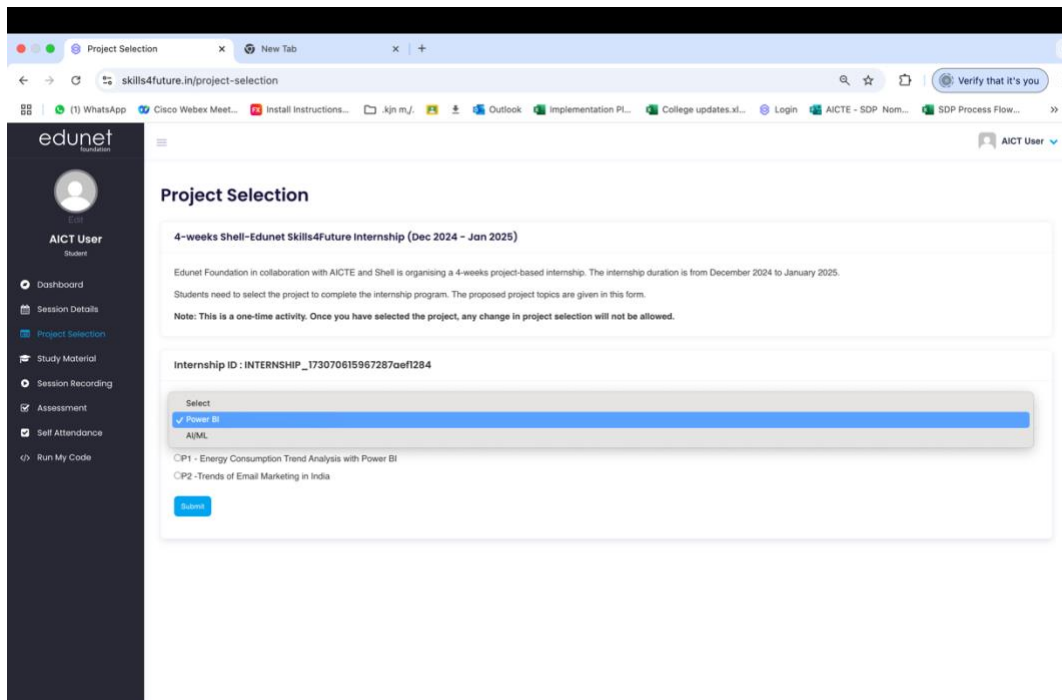 Project Selection
New Tab
skills4future.in/project-selection
Verify that it's you
(1) WhatsApp
Cisco Webex Meet...
Install Instructions...
.kjn m,/.
Outlook
Implementation Pl...
College updates.xl...
Login
AICTE - SDP Nom...
SDP Process Flow...
edunet
foundation
AICT User
Edit
AICT User
Student
Dashboard
Session Details
Project Selection
Study Material
Session Recording
Assessment
Self Attendance
Run My Code
Project Selection
4-weeks Shell-Edunet Skills4Future Internship (Dec 2024 - Jan 2025)
Edunet Foundation in collaboration with AICTE and Shell is organising a 4-weeks project-based internship. The internship duration is from December 2024 to January 2025.
Students need to select the project to complete the internship program. The proposed project topics are given in this form.
Note: This is a one-time activity. Once you have selected the project, any change in project selection will not be allowed.
Internship ID : INTERNSHIP_173070615967287aef1284
Select
✓ Power BI
AI/ML
P1 - Energy Consumption Trend Analysis with Power BI
P2 -Trends of Email Marketing in India
Submit